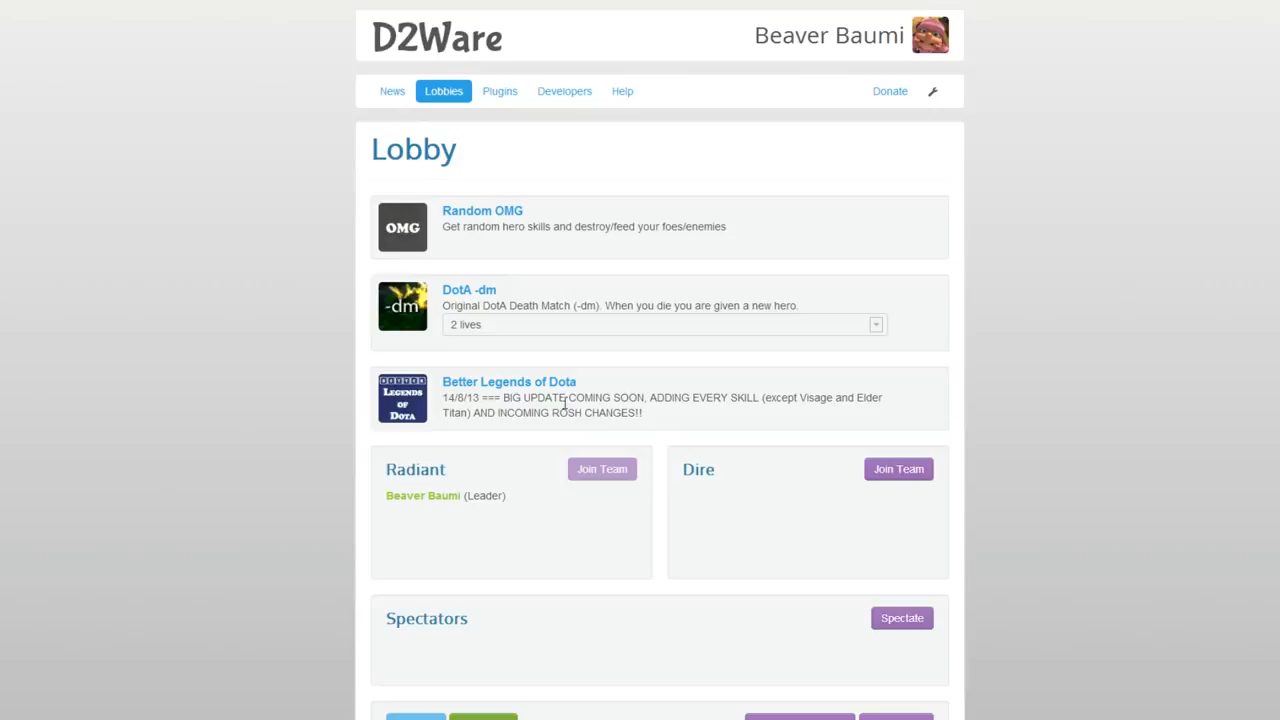 D2Ware
Beaver Baumi
News Lobbies Plugins Developers Help Donate
Lobby
OMG
Random OMG
Get random hero skills and destroy/feed your foes/enemies
-dm
DotA -dm
Original DotA Death Match (-dm). When you die you are given a new hero.
2 lives
LEGENDS
OF
DOTA
Better Legends of Dota
14/8/13 === BIG UPDATE COMING SOON, ADDING EVERY SKILL (except Visage and Elder
Titan) AND INCOMING ROSH CHANGES!!
Radiant
Join Team
Beaver Baumi (Leader)
Dire
Join Team
Spectators
Spectate